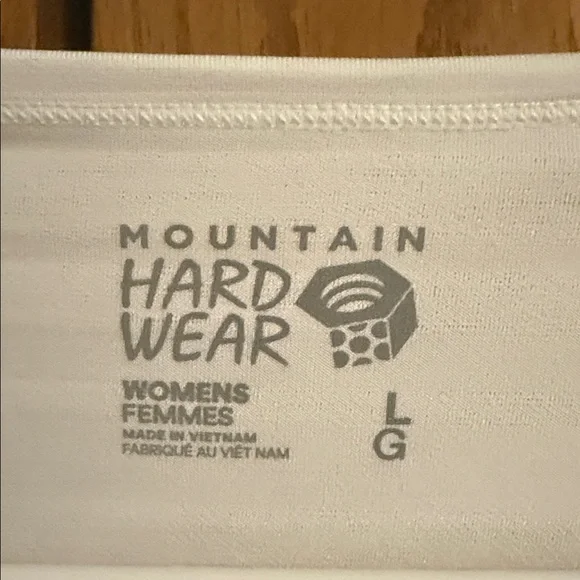 MOUNTAIN
HARD
WEAR
WOMENS
FEMMES
MADE IN VIETNAM
FABRIQUÉ AU VIÊT NAM
L
G